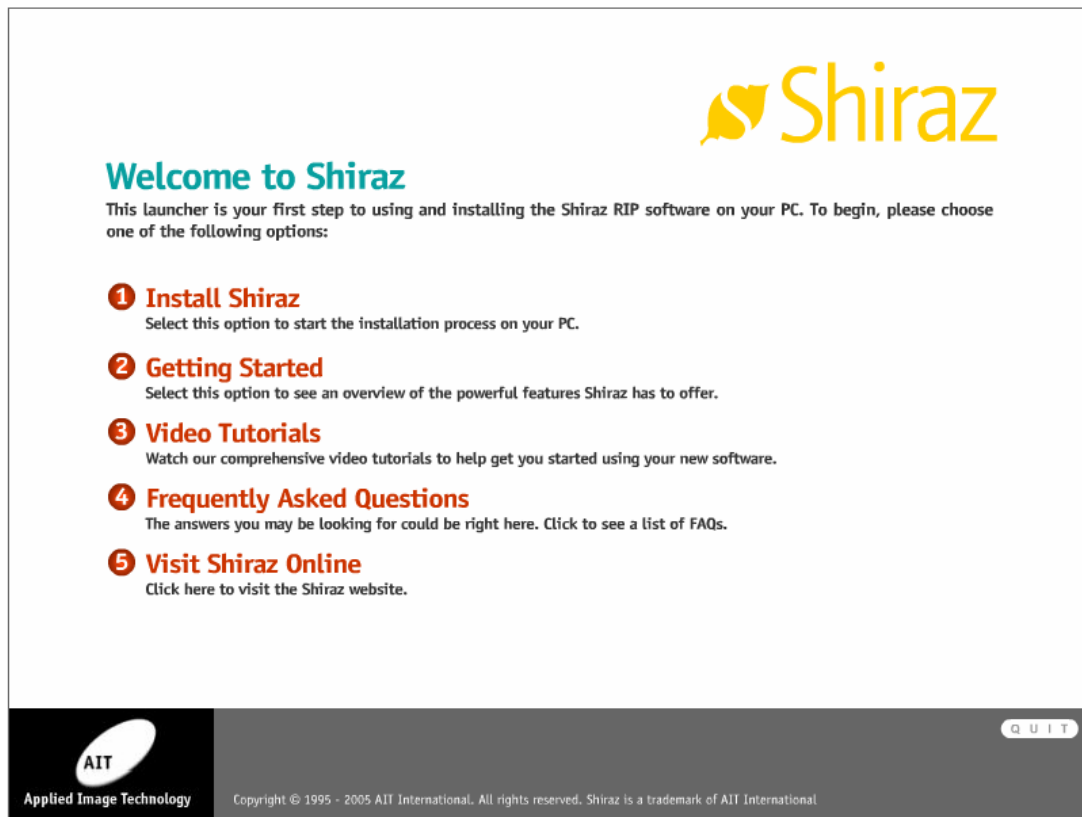 Shiraz
Welcome to Shiraz
This launcher is your first step to using and installing the Shiraz RIP software on your PC. To begin, please choose
one of the following options:
1 Install Shiraz
Select this option to start the installation process on your PC.
2 Getting Started
Select this option to see an overview of the powerful features Shiraz has to offer.
3 Video Tutorials
Watch our comprehensive video tutorials to help get you started using your new software.
4 Frequently Asked Questions
The answers you may be looking for could be right here. Click to see a list of FAQs.
5 Visit Shiraz Online
Click here to visit the Shiraz website.
QUIT
AIT
Applied Image Technology
Copyright © 1995 - 2005 AIT International. All rights reserved. Shiraz is a trademark of AIT International